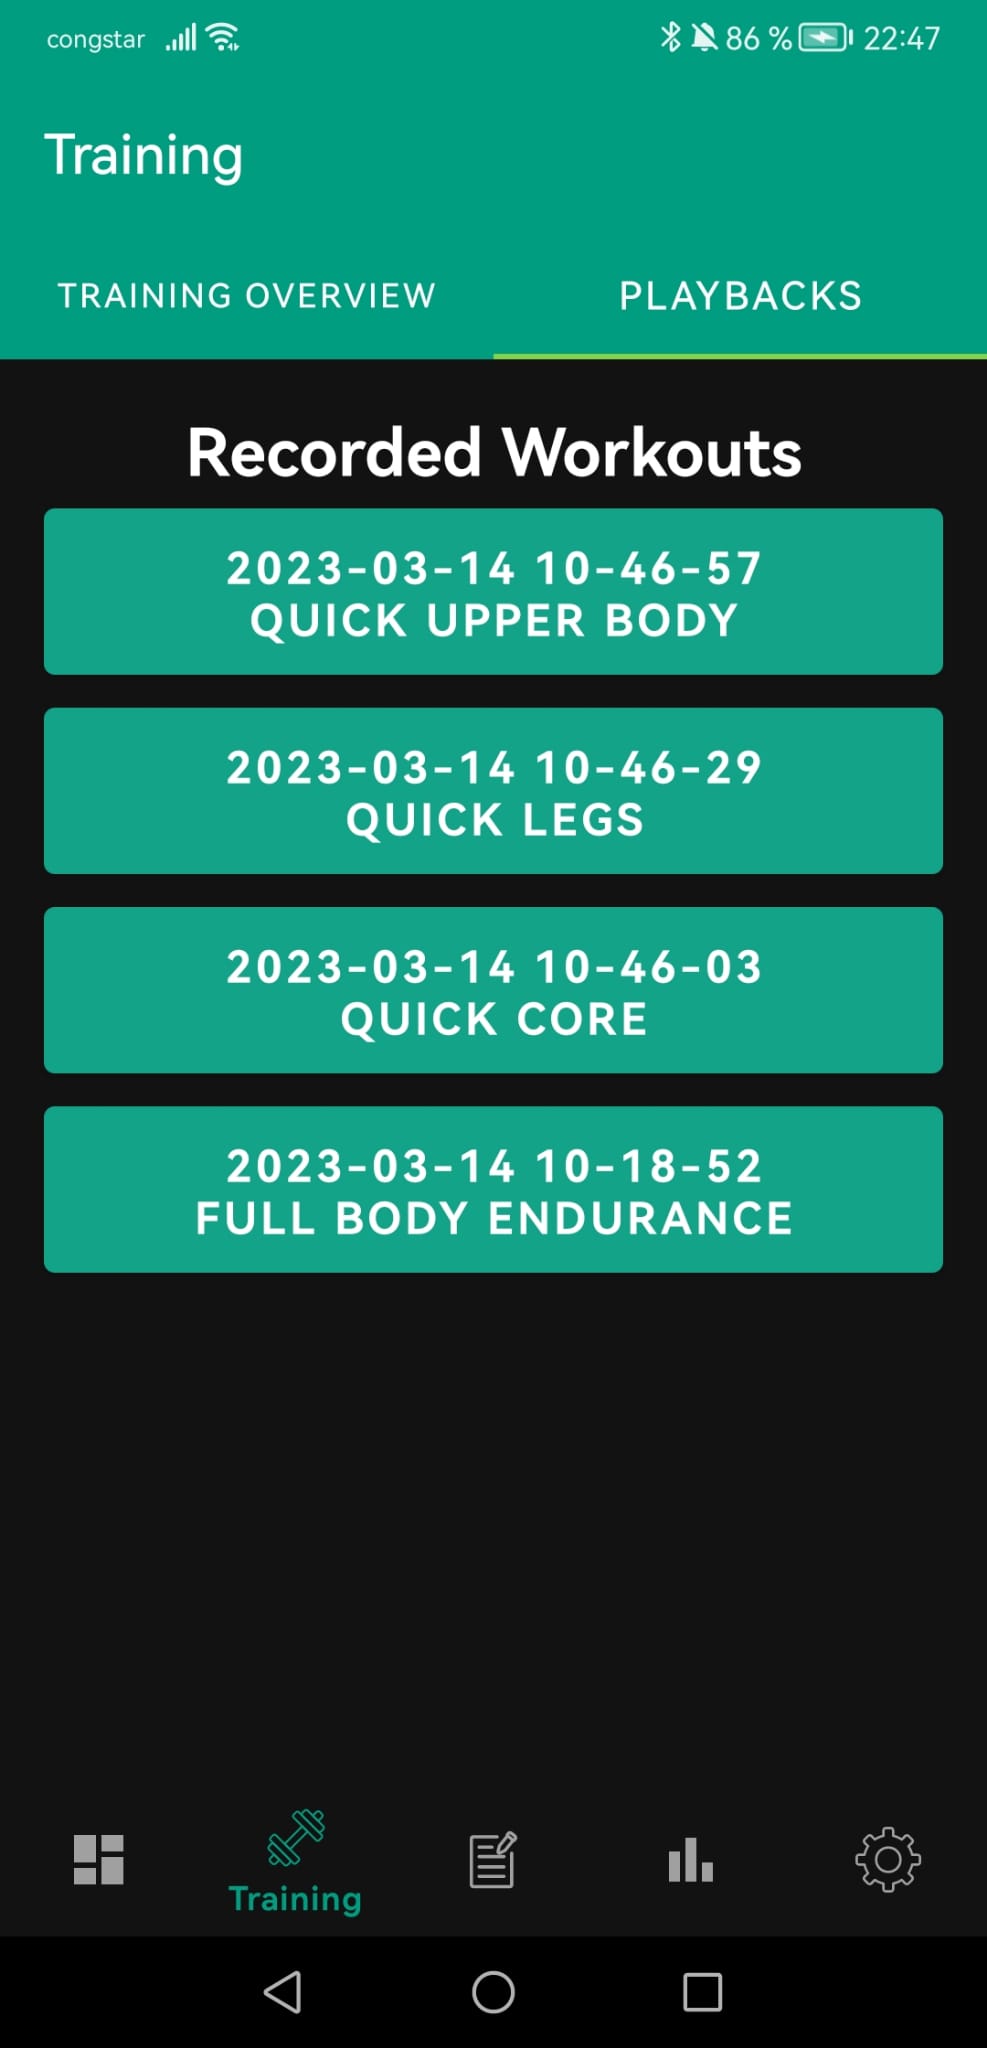 congstar 86 % 22:47
Training
TRAINING OVERVIEW PLAYBACKS
Recorded Workouts
2023-03-14 10-46-57
QUICK UPPER BODY
2023-03-14 10-46-29
QUICK LEGS
2023-03-14 10-46-03
QUICK CORE
2023-03-14 10-18-52
FULL BODY ENDURANCE
Training